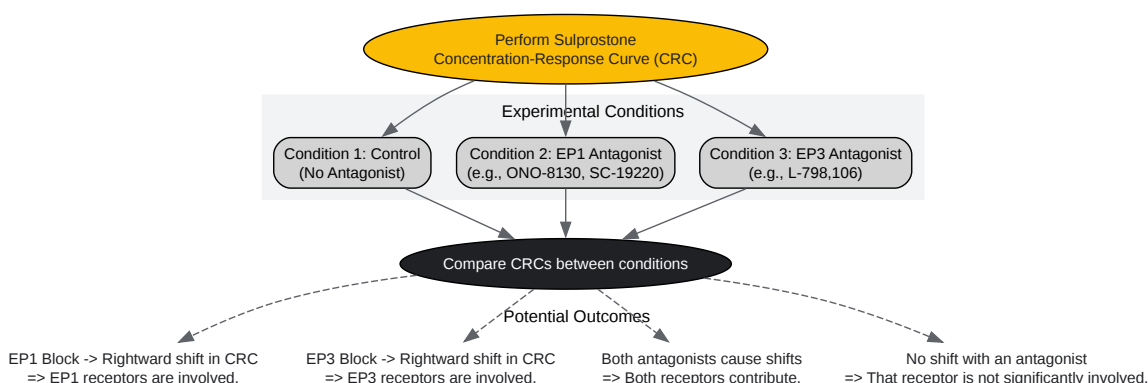 Perform Sulprostone
Concentration-Response Curve (CRC)
Experimental Conditions
Condition 1: Control
(No Antagonist)
Condition 2: EP1 Antagonist
(e.g., ONO-8130, SC-19220)
Condition 3: EP3 Antagonist
(e.g., L-798,106)
Compare CRCs between conditions
Potential Outcomes
EP1 Block -> Rightward shift in CRC
=> EP1 receptors are involved.
EP3 Block -> Rightward shift in CRC
=> EP3 receptors are involved.
Both antagonists cause shifts
=> Both receptors contribute.
No shift with an antagonist
=> That receptor is not significantly involved.